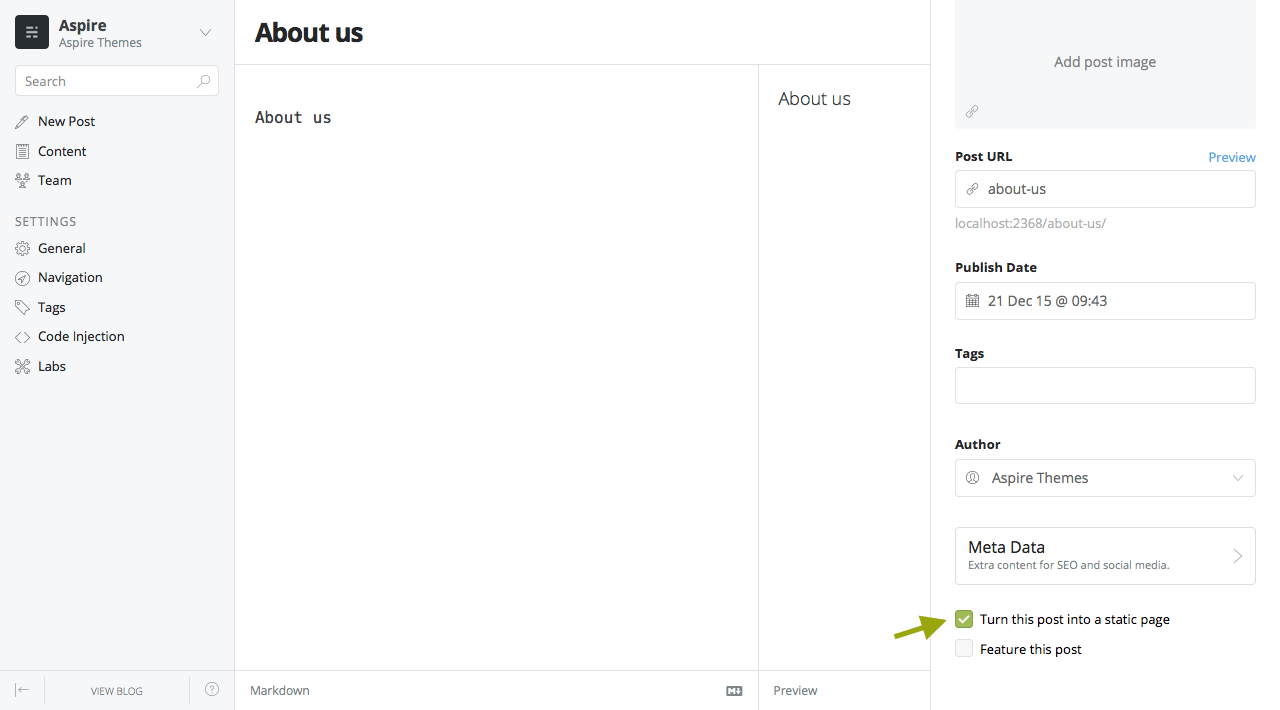 Aspire
Aspire Themes
Search
New Post
Content
Team
SETTINGS
General
Navigation
Tags
Code Injection
Labs
VIEW BLOG
About us
About us
Markdown
M
About us
Preview
Add post image
Post URL
Preview
about-us
localhost:2368/about-us/
Publish Date
21 Dec 15 @ 09:43
Tags
Author
Aspire Themes
Meta Data
Extra content for SEO and social media.
Turn this post into a static page
Feature this post